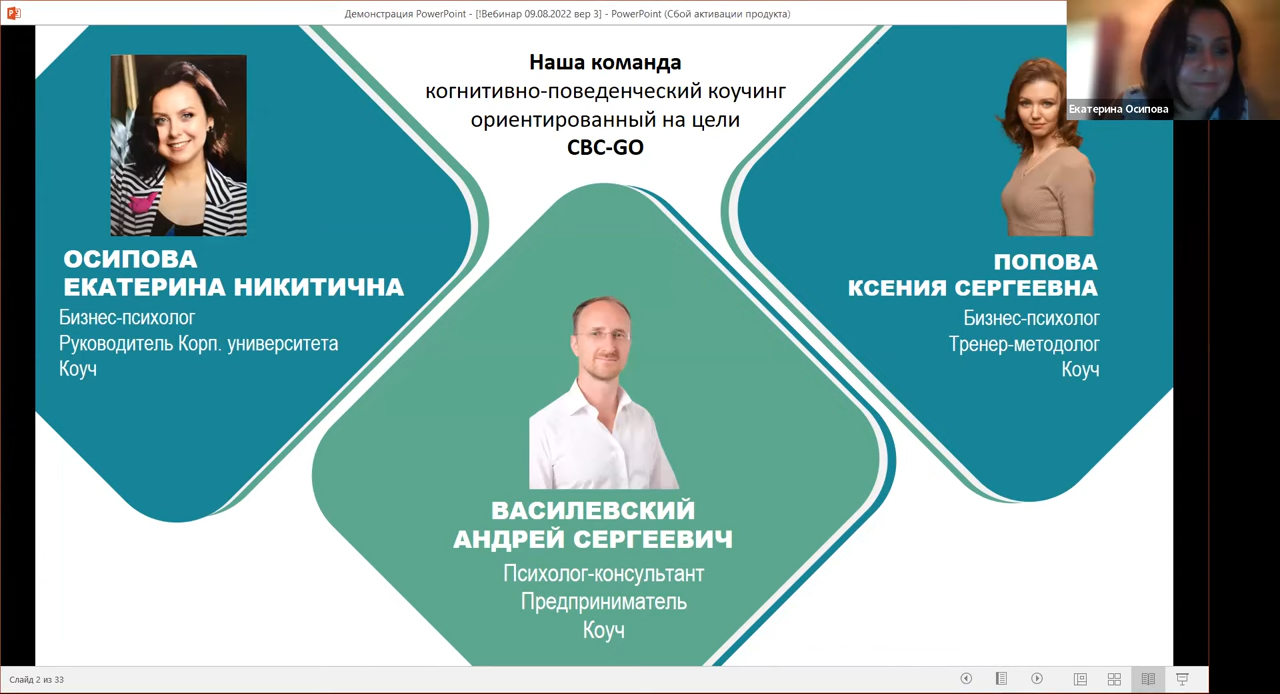 Демонстрация PowerPoint - [!Вебинар 09.08.2022 вер 3] - PowerPoint (Сбой активации продукта)
Екатерина Осипова
Наша команда
когнитивно-поведенческий коучинг
ориентированный на цели
CBC-GO
ОСИПОВА
ЕКАТЕРИНА НИКИТИЧНА
Бизнес-психолог
Руководитель Корп. университета
Коуч
ПОПОВА
КСЕНИЯ СЕРГЕЕВНА
Бизнес-психолог
Тренер-методолог
Коуч
ВАСИЛЕВСКИЙ
АНДРЕЙ СЕРГЕЕВИЧ
Психолог-консультант
Предприниматель
Коуч
Слайд 2 из 33